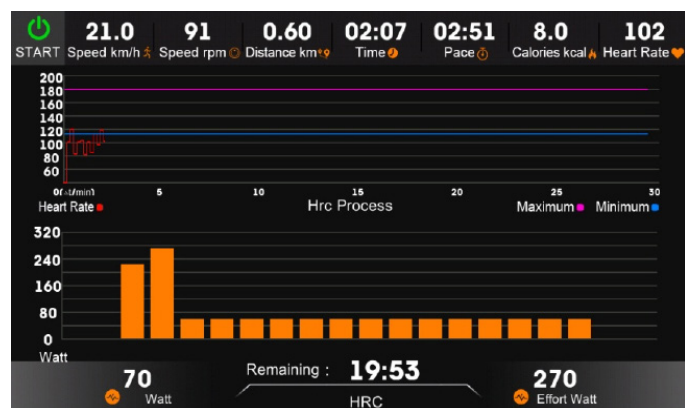 21.0 91 0.60 02:07 02:51 8.0 102
START Speed km/h Speed rpm Distance km Time Pace Calories kcal Heart Rate
200
180
160
140
120
100
80
60
0(t/min) 5 10 15 20 25 30
Heart Rate Hrc Process Maximum Minimum
320
240
160
80
0
Watt
70 Remaining : 19:53 270
Watt HRC Effort Watt